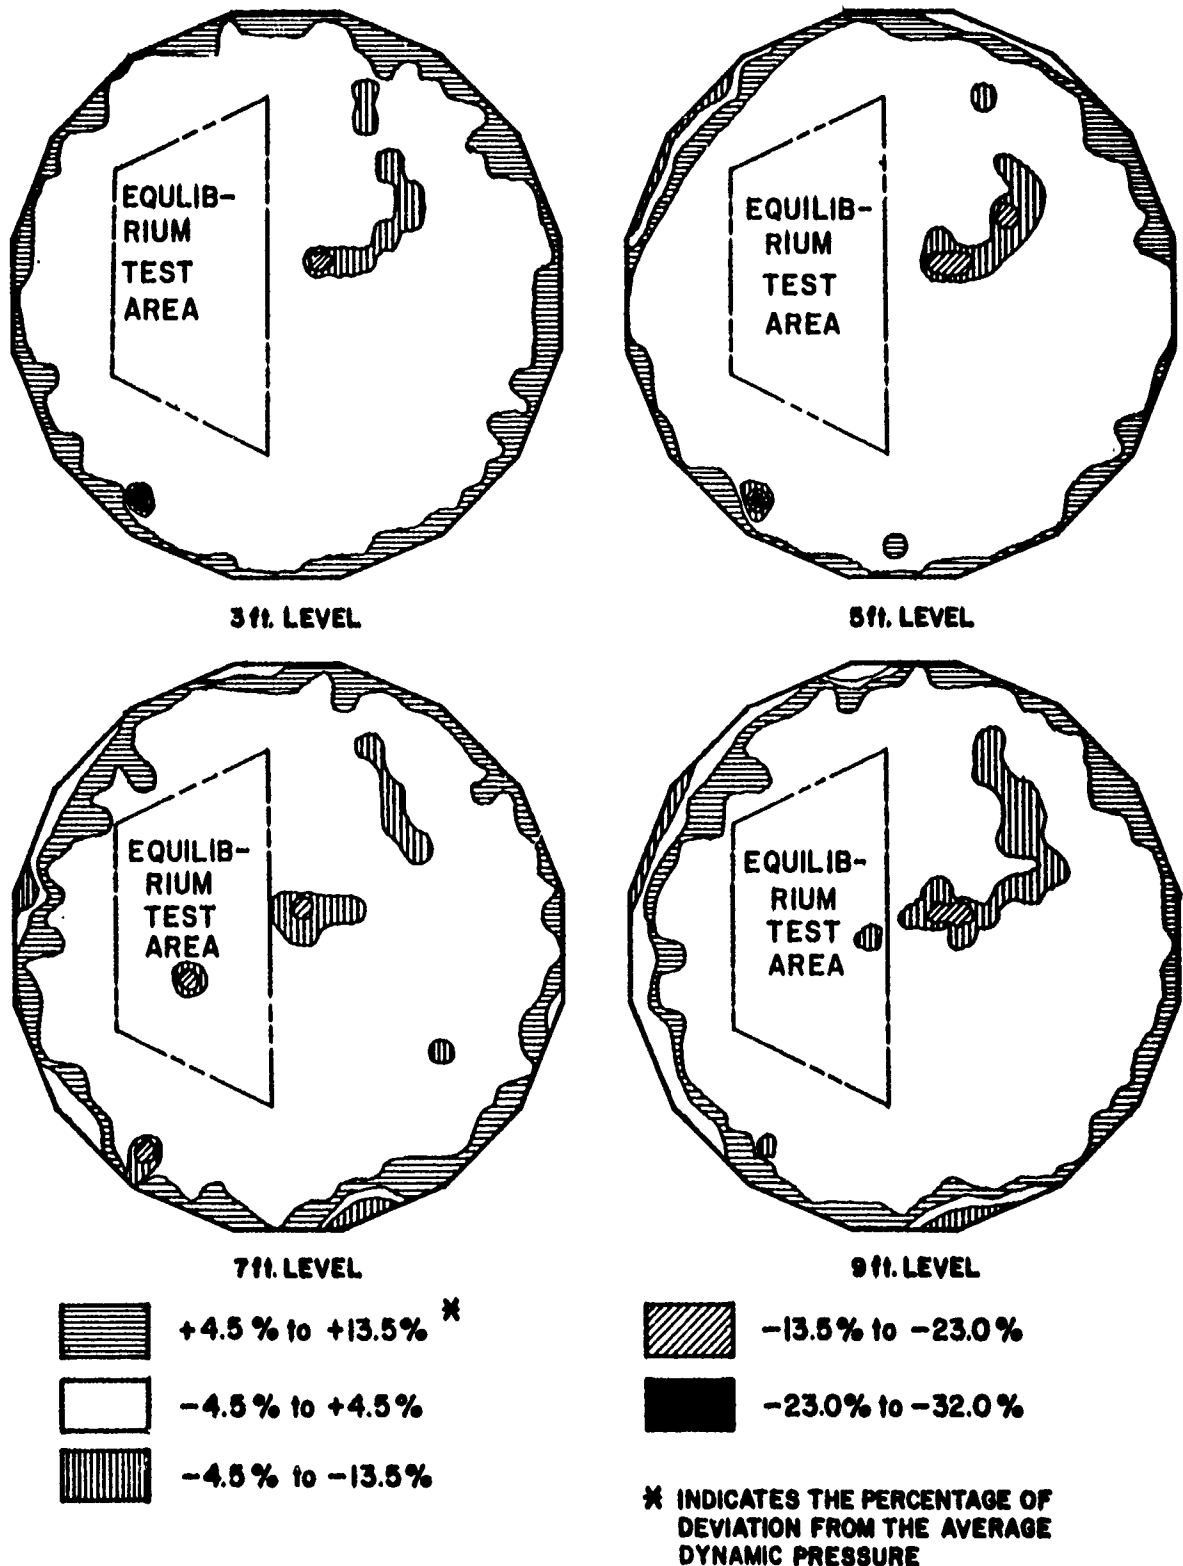 EQULIB-
RIUM
TEST
AREA
3 ft. LEVEL
EQUILIB-
RIUM
TEST
AREA
5 ft. LEVEL
EQUILIB-
RIUM
TEST
AREA
7 ft. LEVEL
EQUILIB-
RIUM
TEST
AREA
9 ft. LEVEL
+4.5 % to +13.5% *
-4.5 % to +4.5 %
-4.5 % to -13.5%
-13.5% to -23.0%
-23.0% to -32.0 %
* INDICATES THE PERCENTAGE OF
DEVIATION FROM THE AVERAGE
DYNAMIC PRESSURE